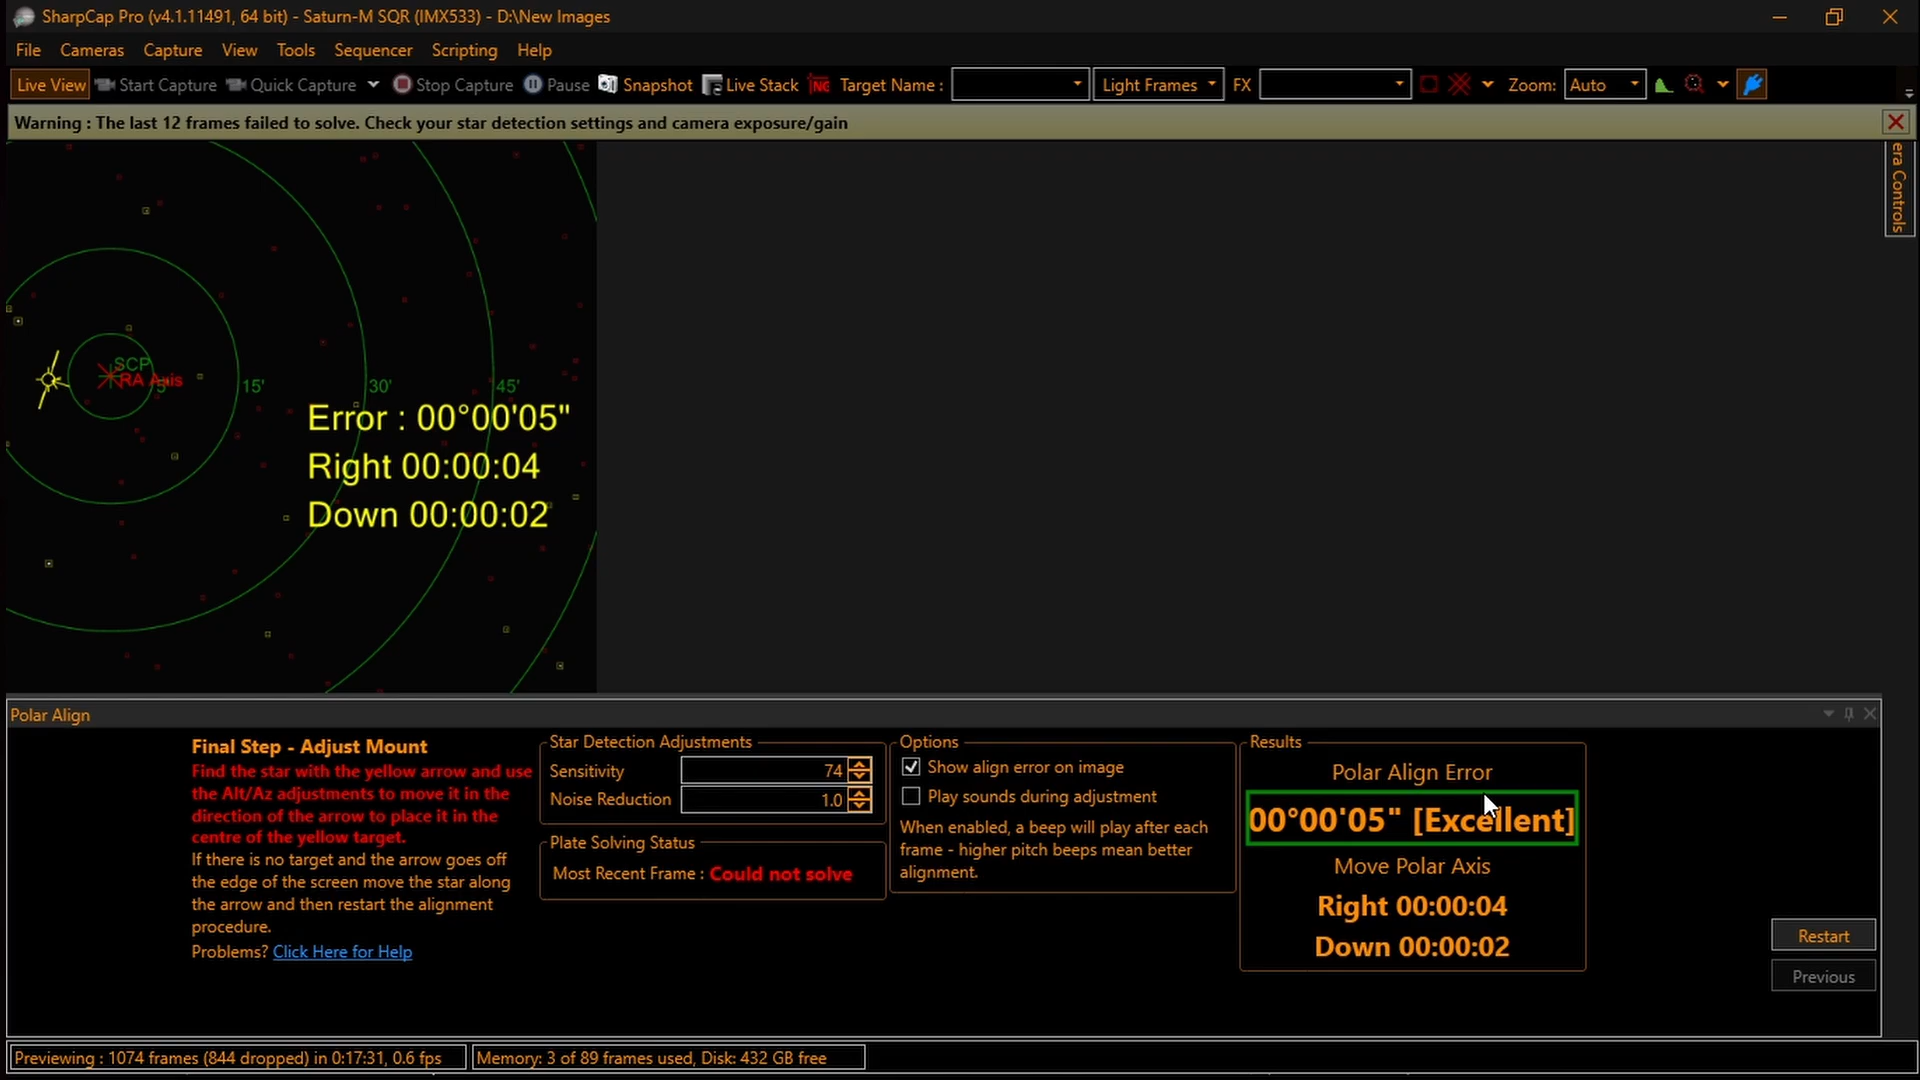 SharpCap Pro (v4.1.11491, 64 bit) - Saturn-M SQR (IMX533) - D:\New Images
File Cameras Capture View Tools Sequencer Scripting Help
Live View Start Capture Quick Capture Stop Capture Pause Snapshot Live Stack Target Name : Light Frames FX Zoom: Auto
Warning : The last 12 frames failed to solve. Check your star detection settings and camera exposure/gain
era Controls
SCP
RA Axis
5' 15' 30' 45'
Error : 00°00'05"
Right 00:00:04
Down 00:00:02
Polar Align
Final Step - Adjust Mount
Find the star with the yellow arrow and use
the Alt/Az adjustments to move it in the
direction of the arrow to place it in the
centre of the yellow target.
If there is no target and the arrow goes off
the edge of the screen move the star along
the arrow and then restart the alignment
procedure.
Problems? Click Here for Help
Star Detection Adjustments
Sensitivity 74
Noise Reduction 1.0
Plate Solving Status
Most Recent Frame : Could not solve
Options
Show align error on image
Play sounds during adjustment
When enabled, a beep will play after each
frame - higher pitch beeps mean better
alignment.
Results
Polar Align Error
00°00'05" [Excellent]
Move Polar Axis
Right 00:00:04
Down 00:00:02
Restart
Previous
Previewing : 1074 frames (844 dropped) in 0:17:31, 0.6 fps
Memory: 3 of 89 frames used, Disk: 432 GB free